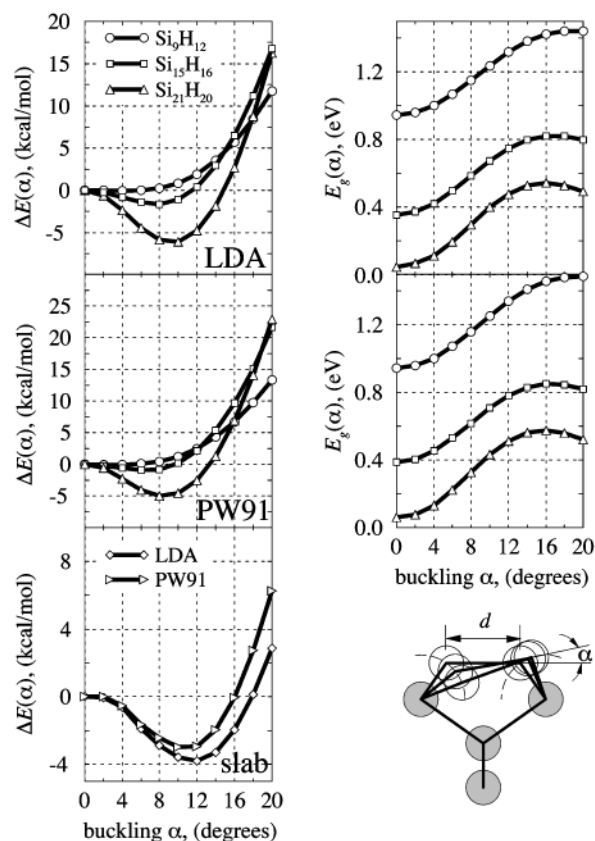 20
15
10
5
0
-5
ΔE(α), (kcal/mol)
Si₉H₁₂
Si₁₅H₁₆
Si₂₁H₂₀
LDA
25
20
15
10
5
0
-5
ΔE(α), (kcal/mol)
PW91
8
4
0
-4
ΔE(α), (kcal/mol)
LDA
PW91
slab
0 4 8 12 16 20
buckling α, (degrees)
1.2
0.8
0.4
0.0
E_g(α), (eV)
1.2
0.8
0.4
0.0
E_g(α), (eV)
0 4 8 12 16 20
buckling α, (degrees)
d
α